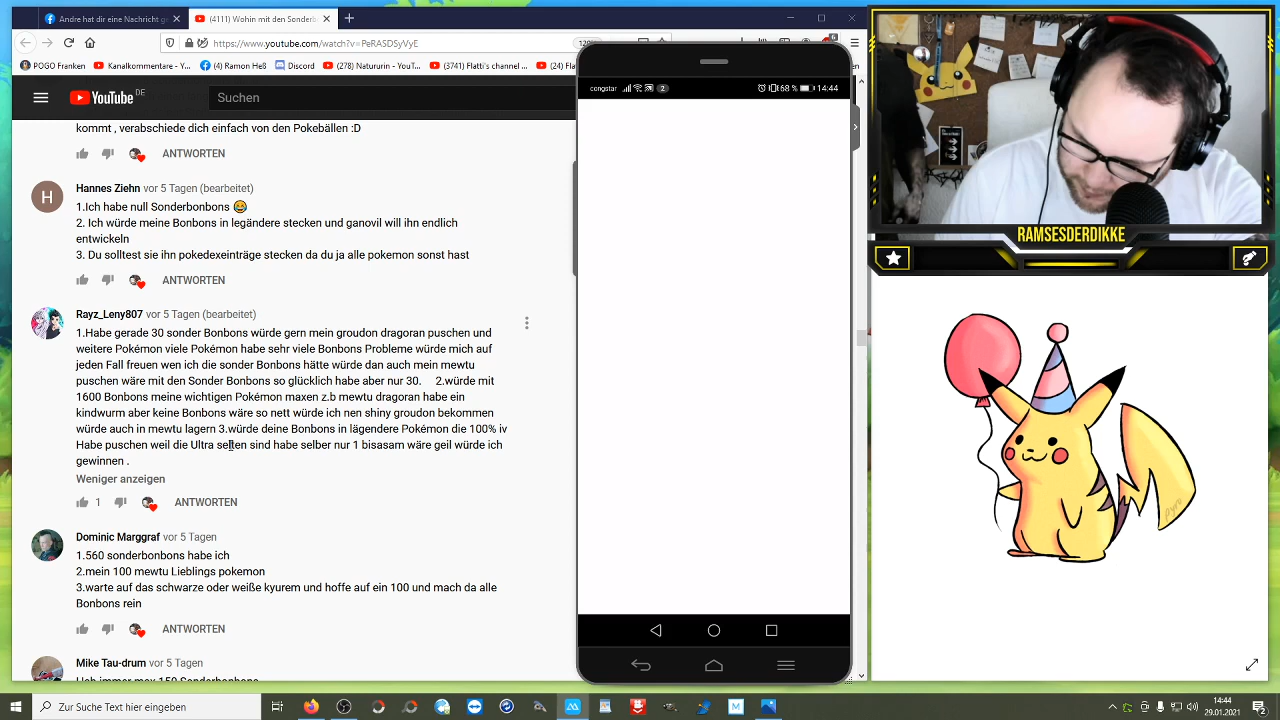 Andre hat dir eine Nachricht g
(4111) Wohin mit den Sonderb
https://www.youtube.com/watch?v=PeRASDSyVyE
POGO Franken
Kanalkommentare - Y...
(4) Ramon Heß
Discord
(278) Natururin - YouT...
(3741) Flatti's channel ...
(24) Flatti
YouTube DE
Suchen
kommt , verabschiede dich einfach von den Pokebällen :D
ANTWORTEN
Hannes Ziehn vor 5 Tagen (bearbeitet)
H
1.Ich habe null Sonderbonbons 😂
2. Ich würde meine Bonbons in legändere stecken und ganovil will ihn endlich
entwickeln
3. Du solltest sie ihn pokedexeinträge stecken da du ja alle pokemon sonst hast
ANTWORTEN
Rayz_Leny807 vor 5 Tagen (bearbeitet)
1.Habe gerade 30 sonder Bonbons würde gern mein groudon dragoran puschen und
weitere Pokémon viele Pokémon habe sehr viele Bonbons Probleme würde mich auf
jeden Fall freuen wen ich die sonder Bonbons hätte würde dan auch mein mewtu
puschen wäre mit den Sonder Bonbons so glücklich habe aber nur 30. 2.würde mit
1600 Bonbons meine wichtigen Pokémon maxen z.b mewtu dragoran habe ein
kindwurm aber keine Bonbons wäre so nett würde ich nen shiny groudon bekommen
würde auch in mewtu lagern 3.würde deine Bonbons in lägendere Pokémon die 100% iv
Habe puschen weil die Ultra selten sind habe selber nur 1 bisasam wäre geil würde ich
gewinnen .
Weniger anzeigen
1 ANTWORTEN
Dominic Marggraf vor 5 Tagen
1.560 sonderbonbons habe ich
2.mein 100 mewtu Lieblings pokemon
3.warte auf das schwarze oder weiße kyurem und hoffe auf ein 100 und mach da alle
Bonbons rein
ANTWORTEN
Mike Tau-drum vor 5 Tagen
congstar 2 68 % 14:44
RAMSESDERDIKKE
pyro
Zur Suche Text hier eingeben
14:44
29.01.2021
2